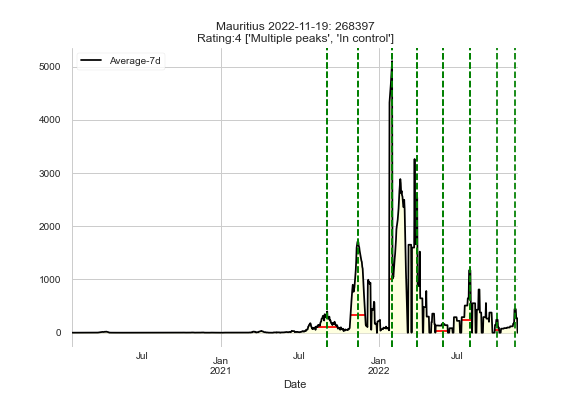 Mauritius 2022-11-19: 268397
Rating:4 ['Multiple peaks', 'In control']
Average-7d
5000
4000
3000
2000
1000
0
Jul
Jan
2021
Jul
Jan
2022
Jul
Date